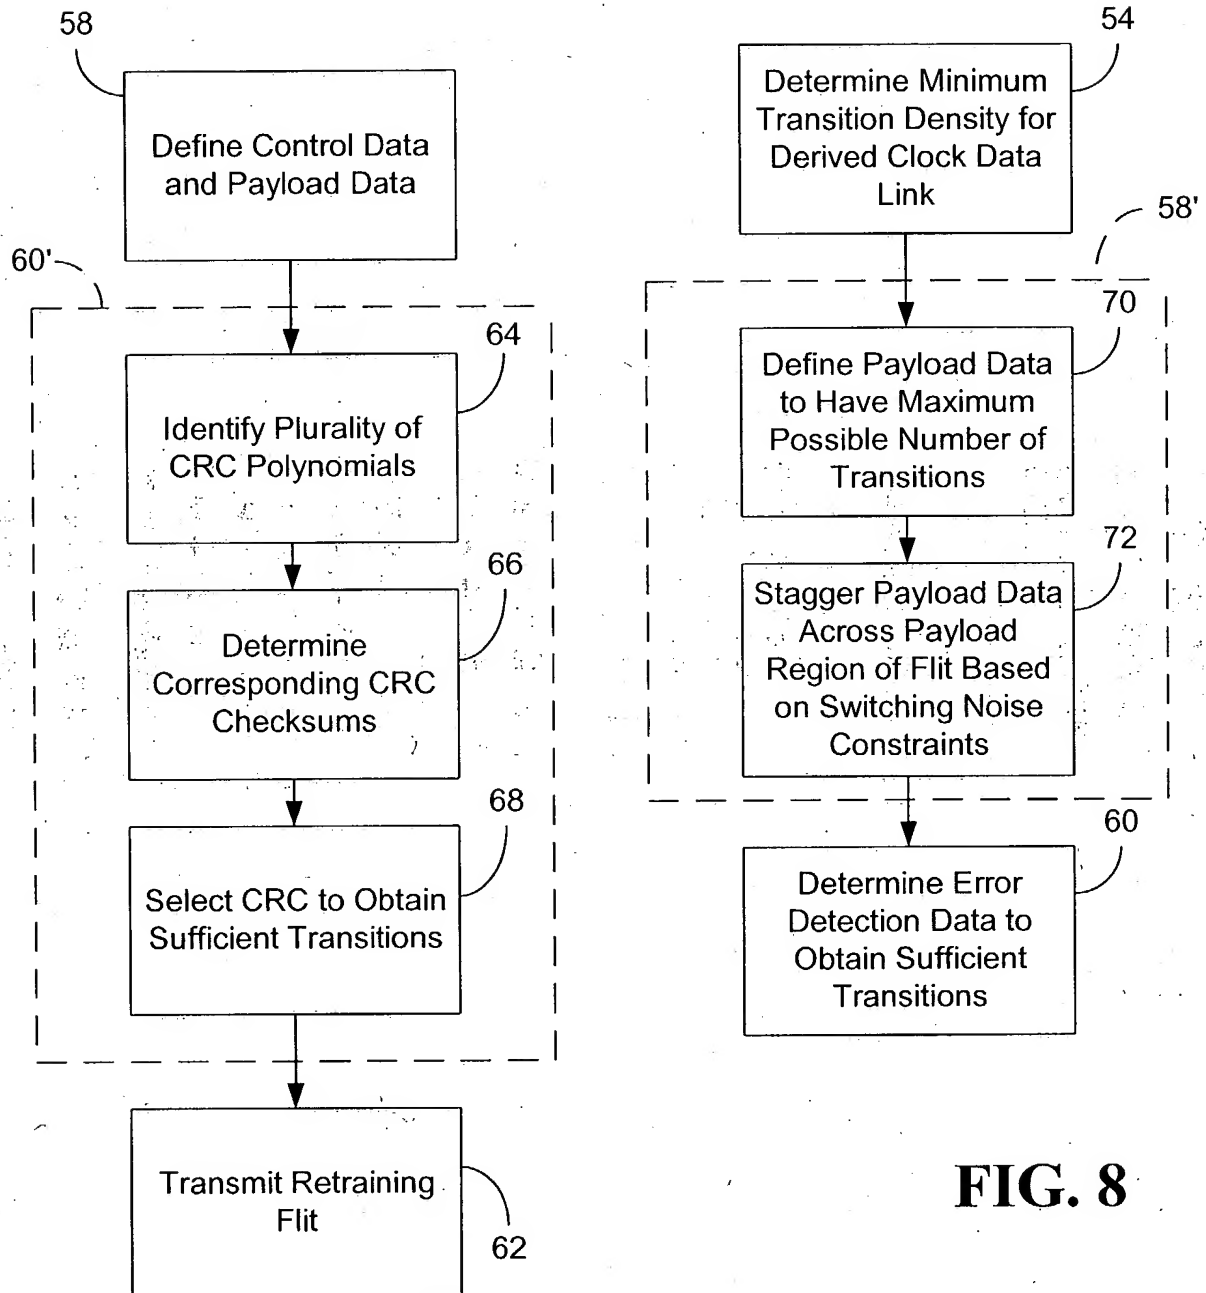 58
Define Control Data
and Payload Data
60'
64
Identify Plurality of
CRC Polynomials
66
Determine
Corresponding CRC
Checksums
68
Select CRC to Obtain
Sufficient Transitions
Transmit Retraining
Flit
62
54
Determine Minimum
Transition Density for
Derived Clock Data
Link
58'
70
Define Payload Data
to Have Maximum
Possible Number of
Transitions
72
Stagger Payload Data
Across Payload
Region of Flit Based
on Switching Noise
Constraints
60
Determine Error
Detection Data to
Obtain Sufficient
Transitions
FIG. 8